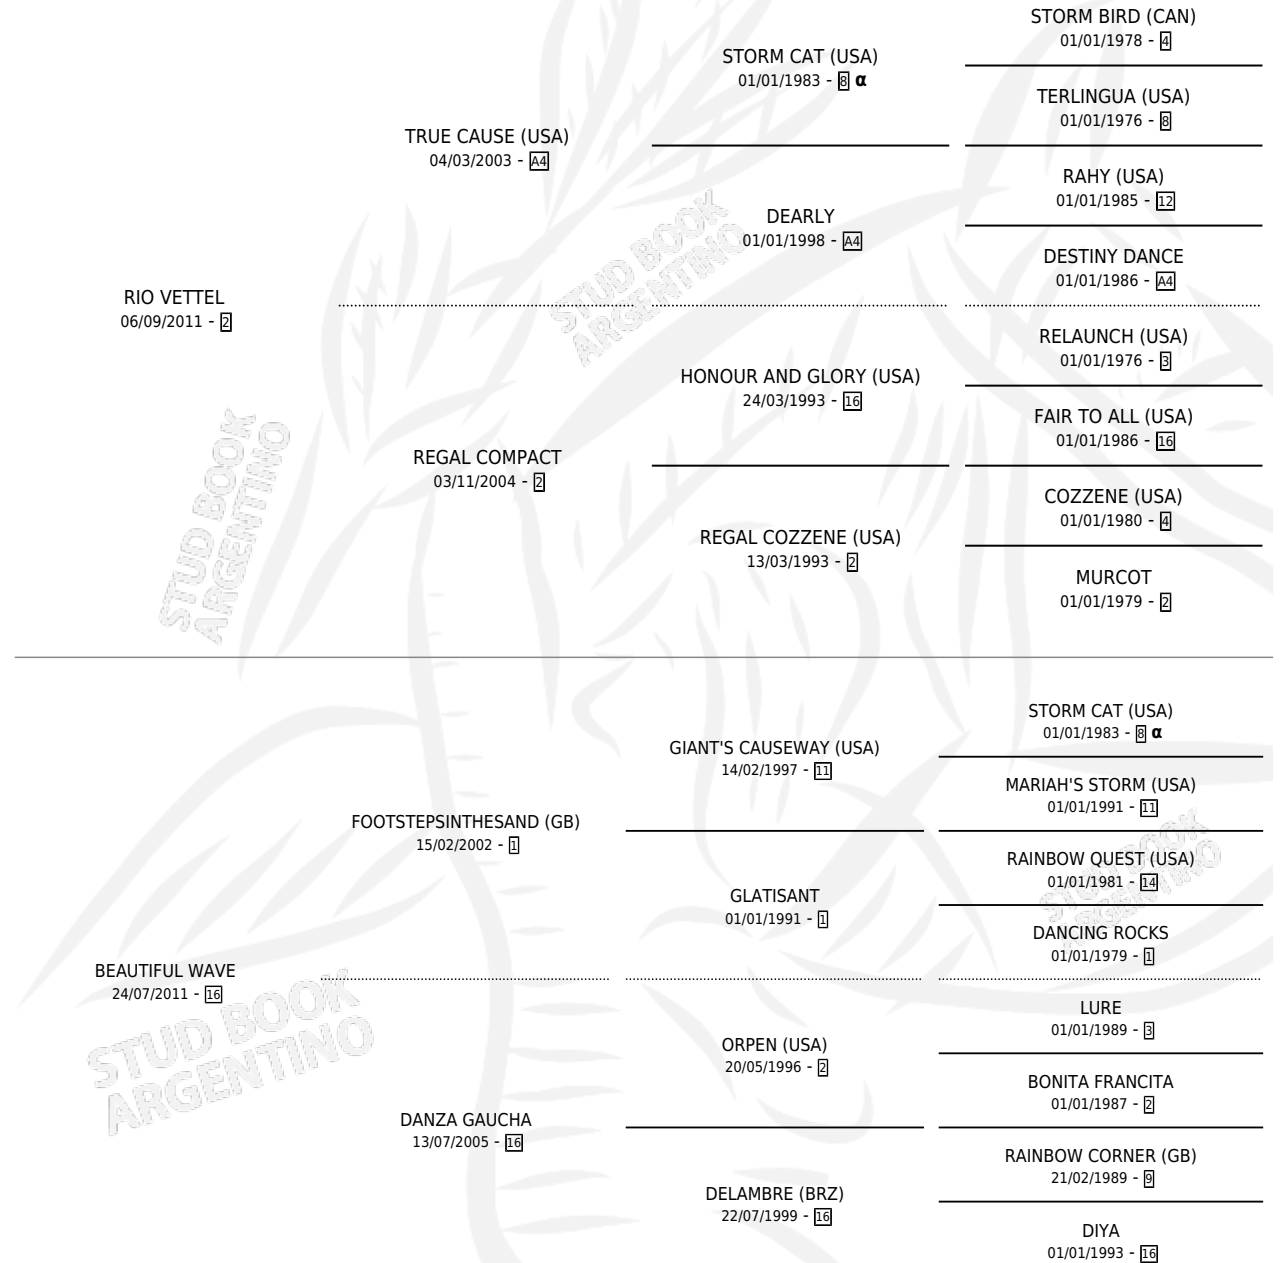 STORM BIRD (CAN)
01/01/1978 - 4
STORM CAT (USA)
01/01/1983 - 8 α
TERLINGUA (USA)
01/01/1976 - 8
TRUE CAUSE (USA)
04/03/2003 - A4
RAHY (USA)
01/01/1985 - 12
DEARLY
01/01/1998 - A4
DESTINY DANCE
01/01/1986 - A4
RIO VETTEL
06/09/2011 - 2
RELAUNCH (USA)
01/01/1976 - 3
HONOUR AND GLORY (USA)
24/03/1993 - 16
FAIR TO ALL (USA)
01/01/1986 - 16
REGAL COMPACT
03/11/2004 - 2
COZZENE (USA)
01/01/1980 - 4
REGAL COZZENE (USA)
13/03/1993 - 2
MURCOT
01/01/1979 - 2
STORM CAT (USA)
01/01/1983 - 8 α
GIANT'S CAUSEWAY (USA)
14/02/1997 - 11
MARIAH'S STORM (USA)
01/01/1991 - 11
FOOTSTEPSINTHESAND (GB)
15/02/2002 - 1
RAINBOW QUEST (USA)
01/01/1981 - 14
GLATISANT
01/01/1991 - 1
DANCING ROCKS
01/01/1979 - 1
BEAUTIFUL WAVE
24/07/2011 - 16
LURE
01/01/1989 - 3
ORPEN (USA)
20/05/1996 - 2
BONITA FRANCITA
01/01/1987 - 2
DANZA GAUCHA
13/07/2005 - 16
RAINBOW CORNER (GB)
21/02/1989 - 9
DELAMBRE (BRZ)
22/07/1999 - 16
DIYA
01/01/1993 - 16
STUD BOOK
ARGENTINO
STUD BOOK
ARGENTINO
STUD BOOK
ARGENTINO
STUD BOOK
ARGENTINO